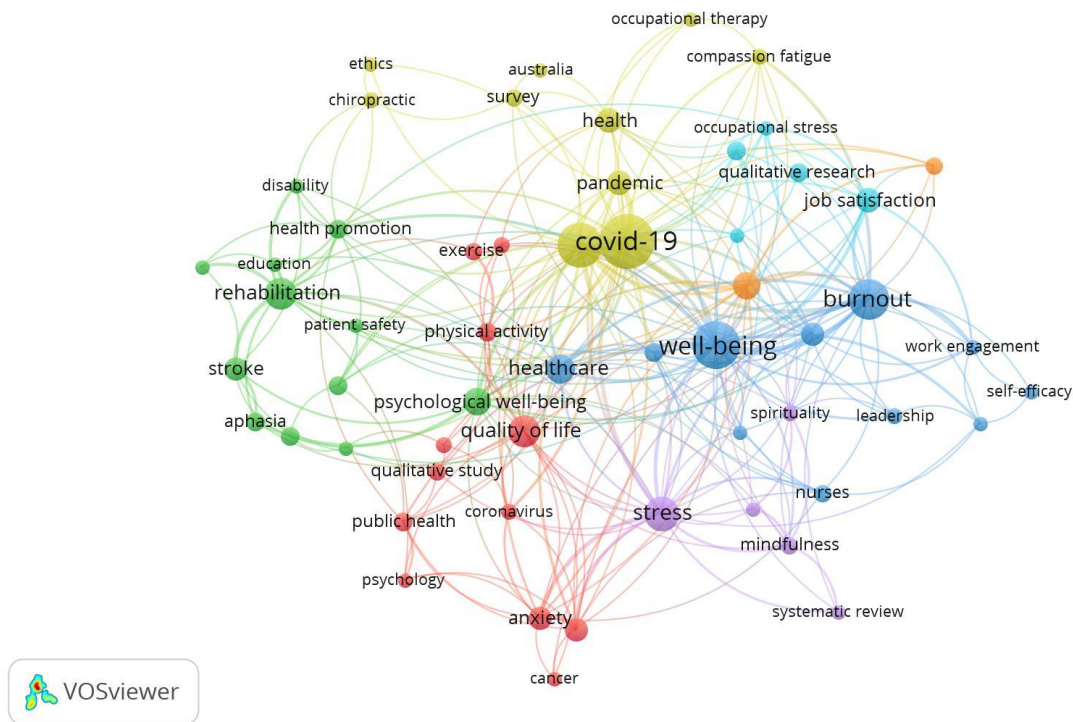 occupational therapy
compassion fatigue
ethics
australia
chiropractic
survey
health
occupational stress
qualitative research
pandemic
disability
job satisfaction
health promotion
covid-19
exercise
education
rehabilitation
burnout
patient safety
physical activity
well-being
work engagement
stroke
healthcare
self-efficacy
psychological well-being
spirituality
leadership
aphasia
quality of life
qualitative study
nurses
coronavirus
stress
public health
mindfulness
psychology
systematic review
anxiety
cancer
VOSviewer